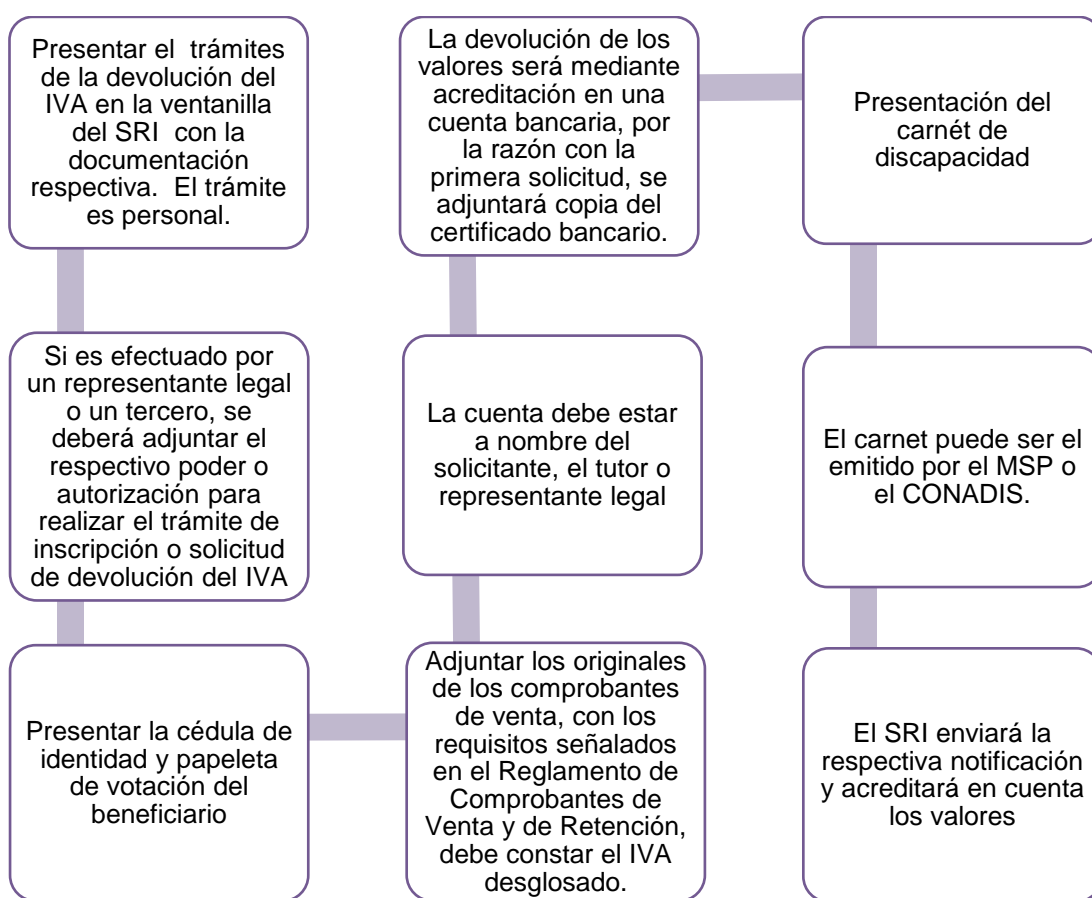 Presentar el trámites
de la devolución del
IVA en la ventanilla
del SRI con la
documentación
respectiva. El trámite
es personal.
Si es efectuado por
un representante legal
o un tercero, se
deberá adjuntar el
respectivo poder o
autorización para
realizar el trámite de
inscripción o solicitud
de devolución del IVA
Presentar la cédula de
identidad y papeleta
de votación del
beneficiario
Adjuntar los originales
de los comprobantes
de venta, con los
requisitos señalados
en el Reglamento de
Comprobantes de
Venta y de Retención,
debe constar el IVA
desglosado.
La cuenta debe estar
a nombre del
solicitante, el tutor o
representante legal
La devolución de los
valores será mediante
acreditación en una
cuenta bancaria, por
la razón con la
primera solicitud, se
adjuntará copia del
certificado bancario.
Presentación del
carnét de
discapacidad
El carnet puede ser el
emitido por el MSP o
el CONADIS.
El SRI enviará la
respectiva notificación
y acreditará en cuenta
los valores